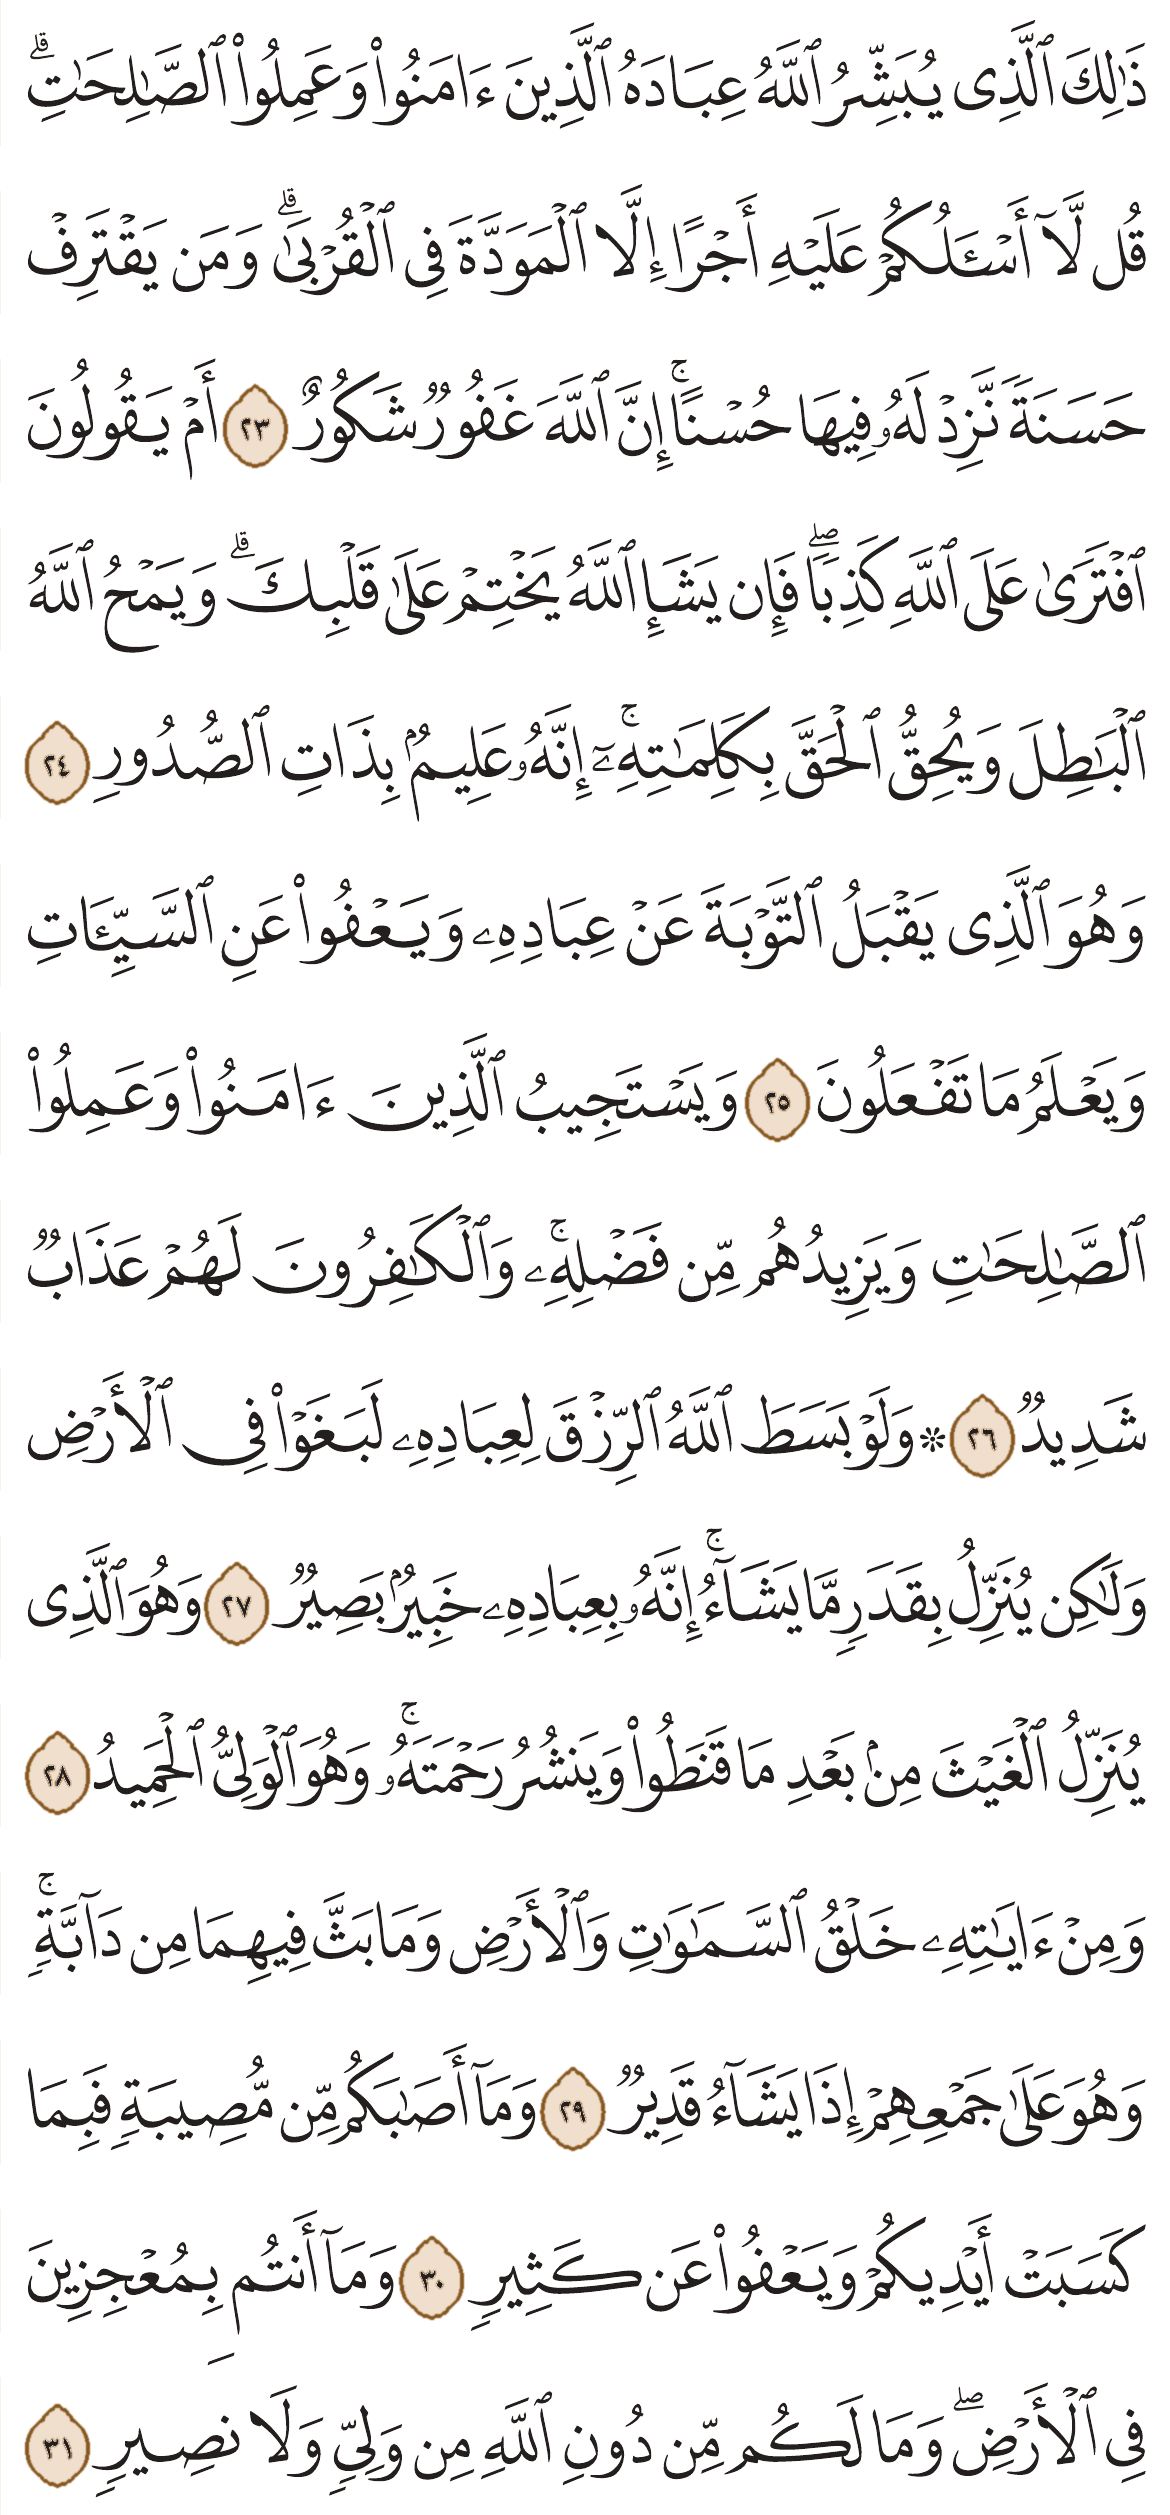 ذَٰلِكَ ٱلَّذِى يُبَشِّرُ ٱللَّهُ عِبَادَهُ ٱلَّذِينَ ءَامَنُوا۟ وَعَمِلُوا۟ ٱلصَّٰلِحَٰتِ ۗ
قُل لَّآ أَسْـَٔلُكُمْ عَلَيْهِ أَجْرًا إِلَّا ٱلْمَوَدَّةَ فِى ٱلْقُرْبَىٰ ۗ وَمَن يَقْتَرِفْ
حَسَنَةً نَّزِدْ لَهُۥ فِيهَا حُسْنًا ۚ إِنَّ ٱللَّهَ غَفُورٌ شَكُورٌ ٢٣ أَمْ يَقُولُونَ
ٱفْتَرَىٰ عَلَى ٱللَّهِ كَذِبًا ۖ فَإِن يَشَإِ ٱللَّهُ يَخْتِمْ عَلَىٰ قَلْبِكَ ۗ وَيَمْحُ ٱللَّهُ
ٱلْبَٰطِلَ وَيُحِقُّ ٱلْحَقَّ بِكَلِمَٰتِهِۦٓ ۚ إِنَّهُۥ عَلِيمٌۢ بِذَاتِ ٱلصُّدُورِ ٢٤
وَهُوَ ٱلَّذِى يَقْبَلُ ٱلتَّوْبَةَ عَنْ عِبَادِهِۦ وَيَعْفُوا۟ عَنِ ٱلسَّيِّـَٔاتِ
وَيَعْلَمُ مَا تَفْعَلُونَ ٢٥ وَيَسْتَجِيبُ ٱلَّذِينَ ءَامَنُوا۟ وَعَمِلُوا۟
ٱلصَّٰلِحَٰتِ وَيَزِيدُهُم مِّن فَضْلِهِۦ ۚ وَٱلْكَٰفِرُونَ لَهُمْ عَذَابٌ
شَدِيدٌ ٢٦ ۞ وَلَوْ بَسَطَ ٱللَّهُ ٱلرِّزْقَ لِعِبَادِهِۦ لَبَغَوْا۟ فِى ٱلْأَرْضِ
وَلَٰكِن يُنَزِّلُ بِقَدَرٍ مَّا يَشَآءُ ۚ إِنَّهُۥ بِعِبَادِهِۦ خَبِيرٌۢ بَصِيرٌ ٢٧ وَهُوَ ٱلَّذِى
يُنَزِّلُ ٱلْغَيْثَ مِنۢ بَعْدِ مَا قَنَطُوا۟ وَيَنشُرُ رَحْمَتَهُۥ ۚ وَهُوَ ٱلْوَلِىُّ ٱلْحَمِيدُ ٢٨
وَمِنْ ءَايَٰتِهِۦ خَلْقُ ٱلسَّمَٰوَٰتِ وَٱلْأَرْضِ وَمَا بَثَّ فِيهِمَا مِن دَآبَّةٍ ۚ
وَهُوَ عَلَىٰ جَمْعِهِمْ إِذَا يَشَآءُ قَدِيرٌ ٢٩ وَمَآ أَصَٰبَكُم مِّن مُّصِيبَةٍ فَبِمَا
كَسَبَتْ أَيْدِيكُمْ وَيَعْفُوا۟ عَن كَثِيرٍ ٣٠ وَمَآ أَنتُم بِمُعْجِزِينَ
فِى ٱلْأَرْضِ ۖ وَمَا لَكُم مِّن دُونِ ٱللَّهِ مِن وَلِىٍّ وَلَا نَصِيرٍ ٣١